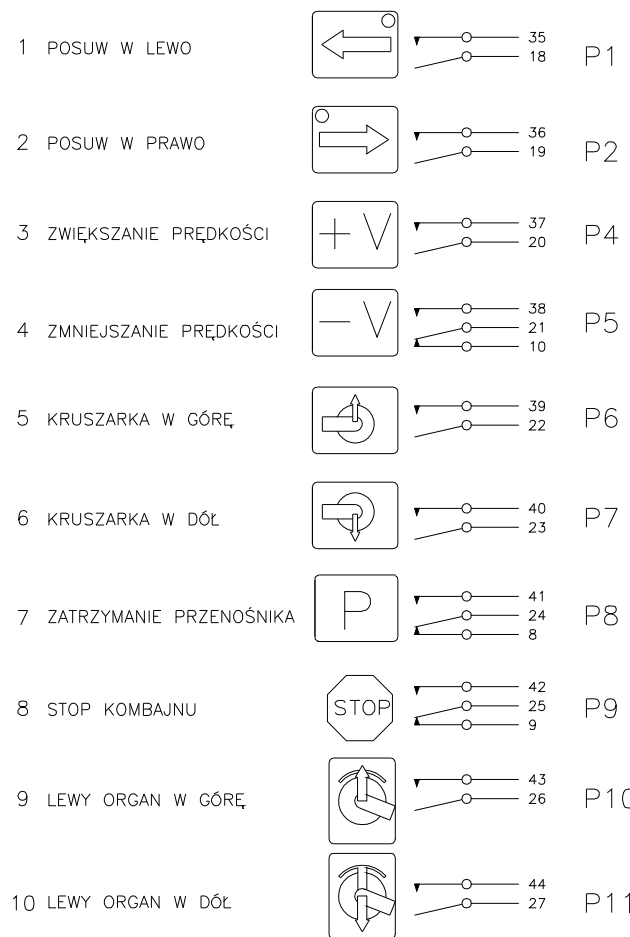 1 POSUW W LEWO 35 18 P1
2 POSUW W PRAWO 36 19 P2
3 ZWIĘKSZANIE PRĘDKOŚCI + V 37 20 P4
4 ZMNIEJSZANIE PRĘDKOŚCI - V 38 21 10 P5
5 KRUSZARKA W GÓRĘ 39 22 P6
6 KRUSZARKA W DÓŁ 40 23 P7
7 ZATRZYMANIE PRZENOŚNIKA P 41 24 8 P8
8 STOP KOMBAJNU STOP 42 25 9 P9
9 LEWY ORGAN W GÓRĘ 43 26 P10
10 LEWY ORGAN W DÓŁ 44 27 P11